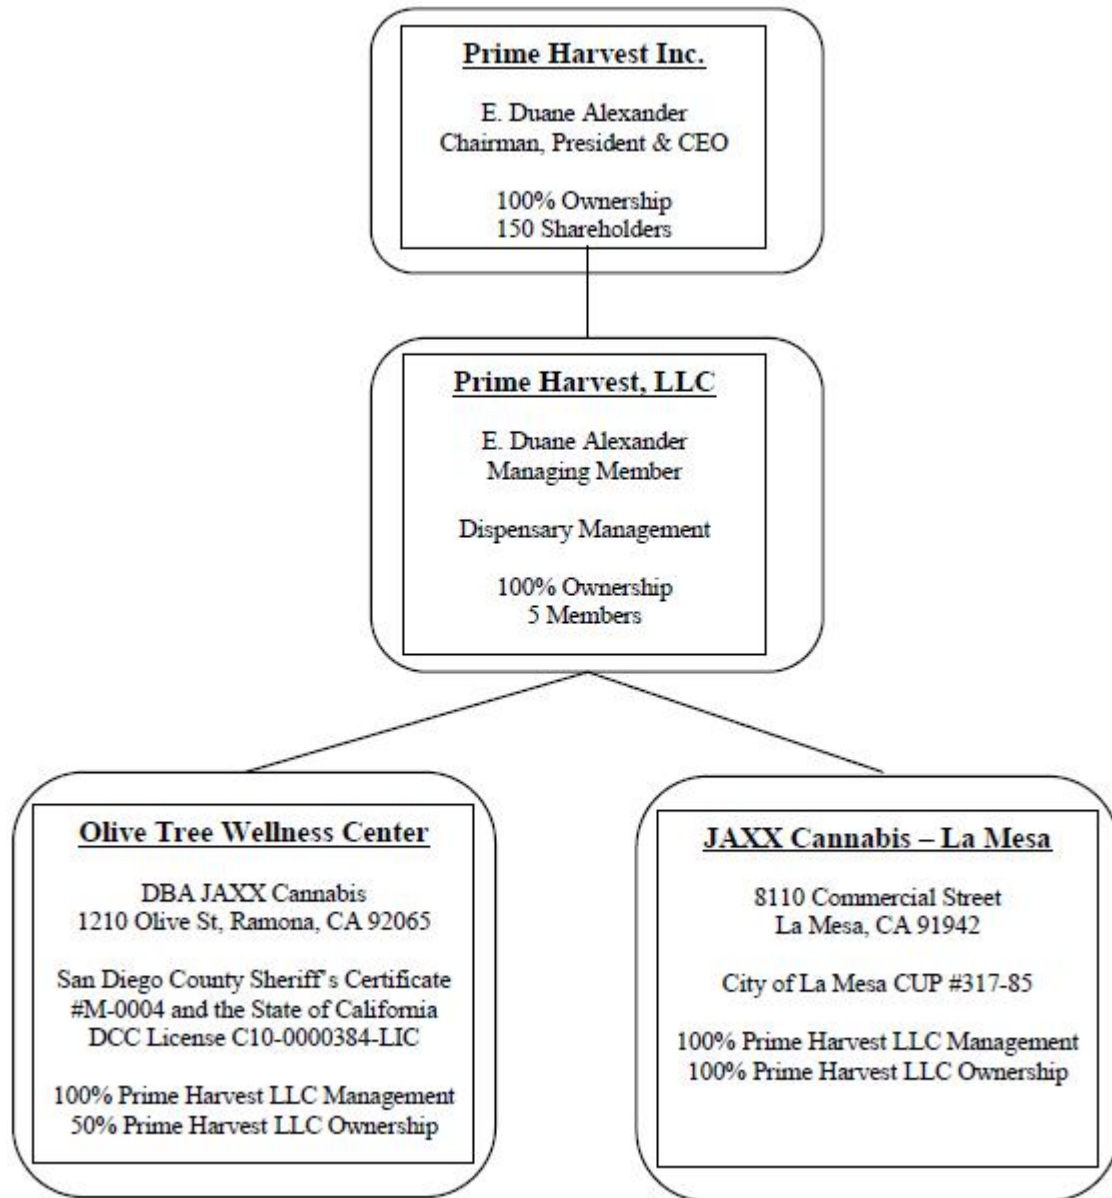 Prime Harvest Inc.
E. Duane Alexander
Chairman, President & CEO
100% Ownership
150 Shareholders
Prime Harvest, LLC
E. Duane Alexander
Managing Member
Dispensary Management
100% Ownership
5 Members
Olive Tree Wellness Center
DBA JAXX Cannabis
1210 Olive St, Ramona, CA 92065
San Diego County Sheriff's Certificate
#M-0004 and the State of California
DCC License C10-0000384-LIC
100% Prime Harvest LLC Management
50% Prime Harvest LLC Ownership
JAXX Cannabis – La Mesa
8110 Commercial Street
La Mesa, CA 91942
City of La Mesa CUP #317-85
100% Prime Harvest LLC Management
100% Prime Harvest LLC Ownership